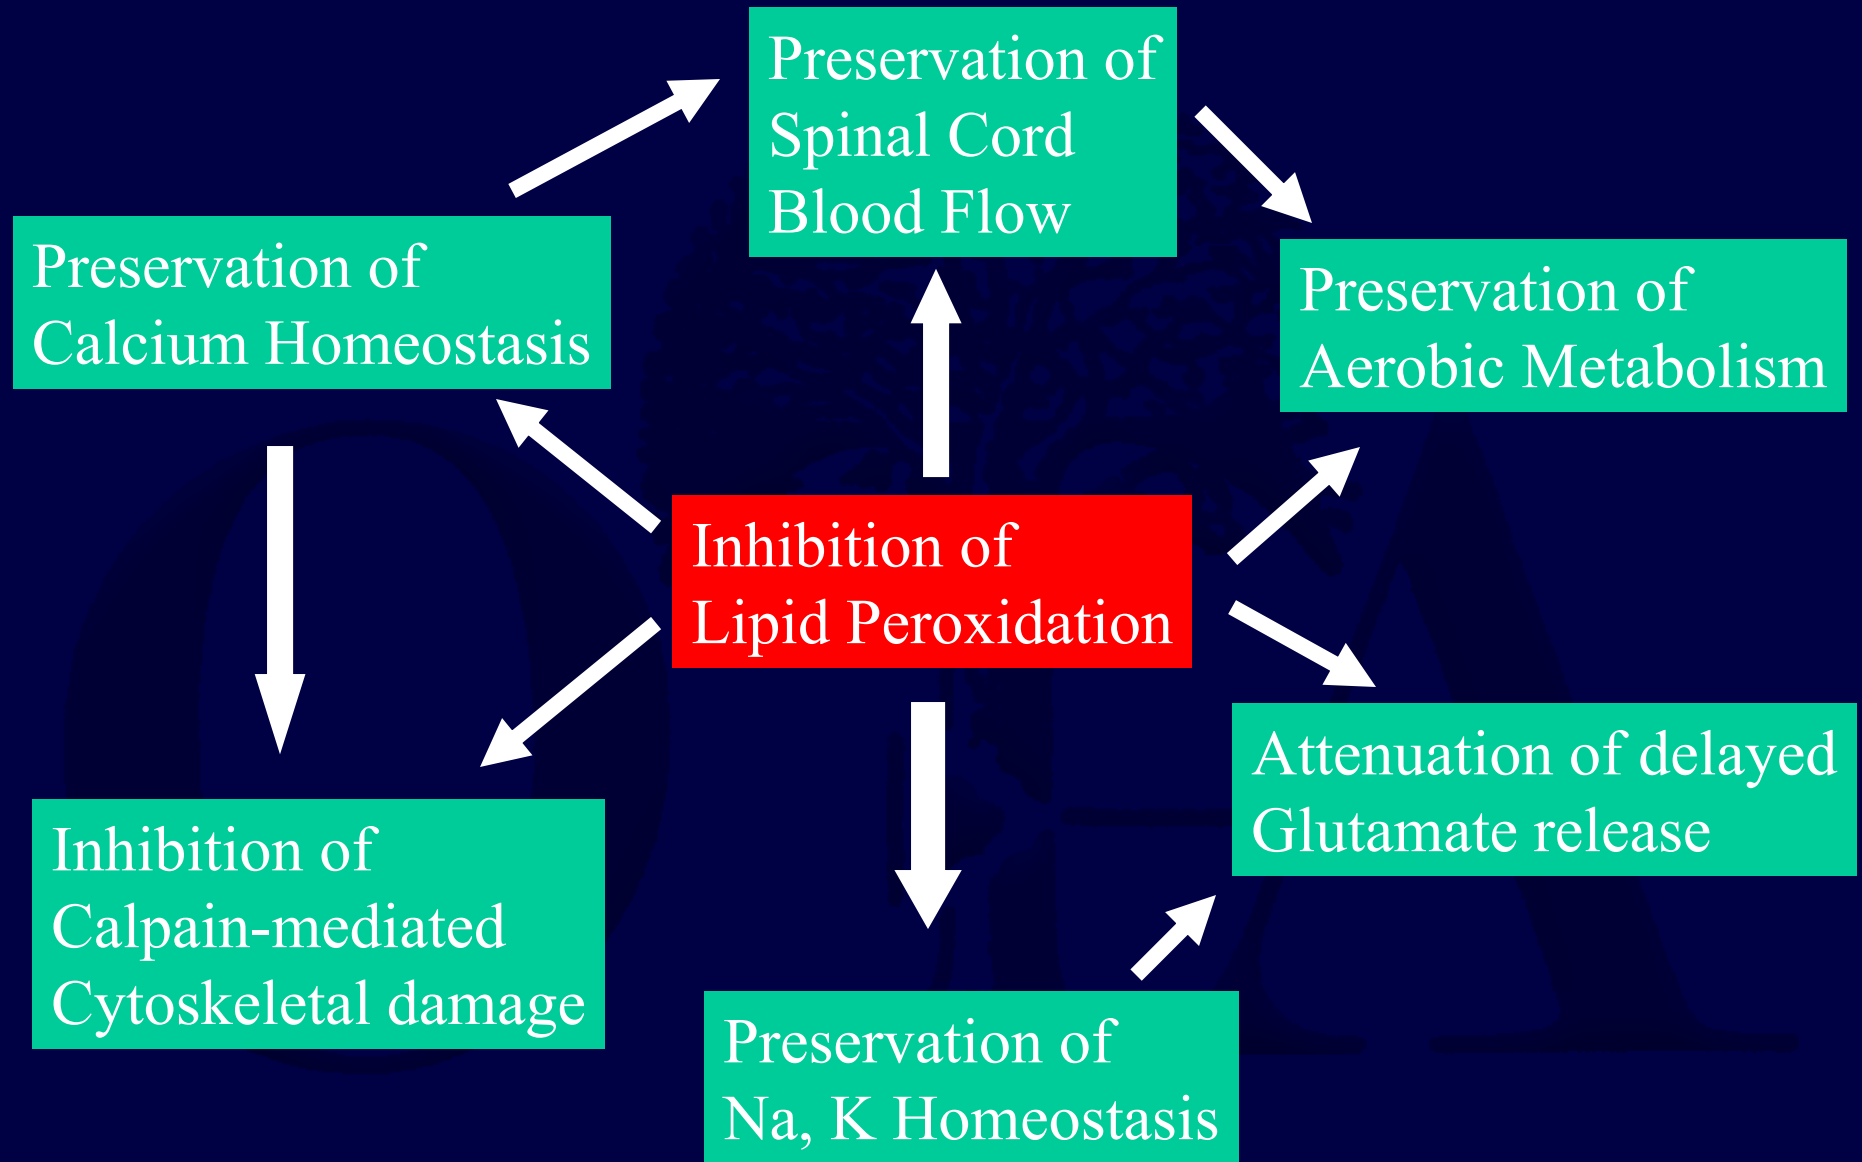 Preservation of
Spinal Cord
Blood Flow
Preservation of
Calcium Homeostasis
Preservation of
Aerobic Metabolism
Inhibition of
Lipid Peroxidation
Attenuation of delayed
Glutamate release
Inhibition of
Calpain-mediated
Cytoskeletal damage
Preservation of
Na, K Homeostasis